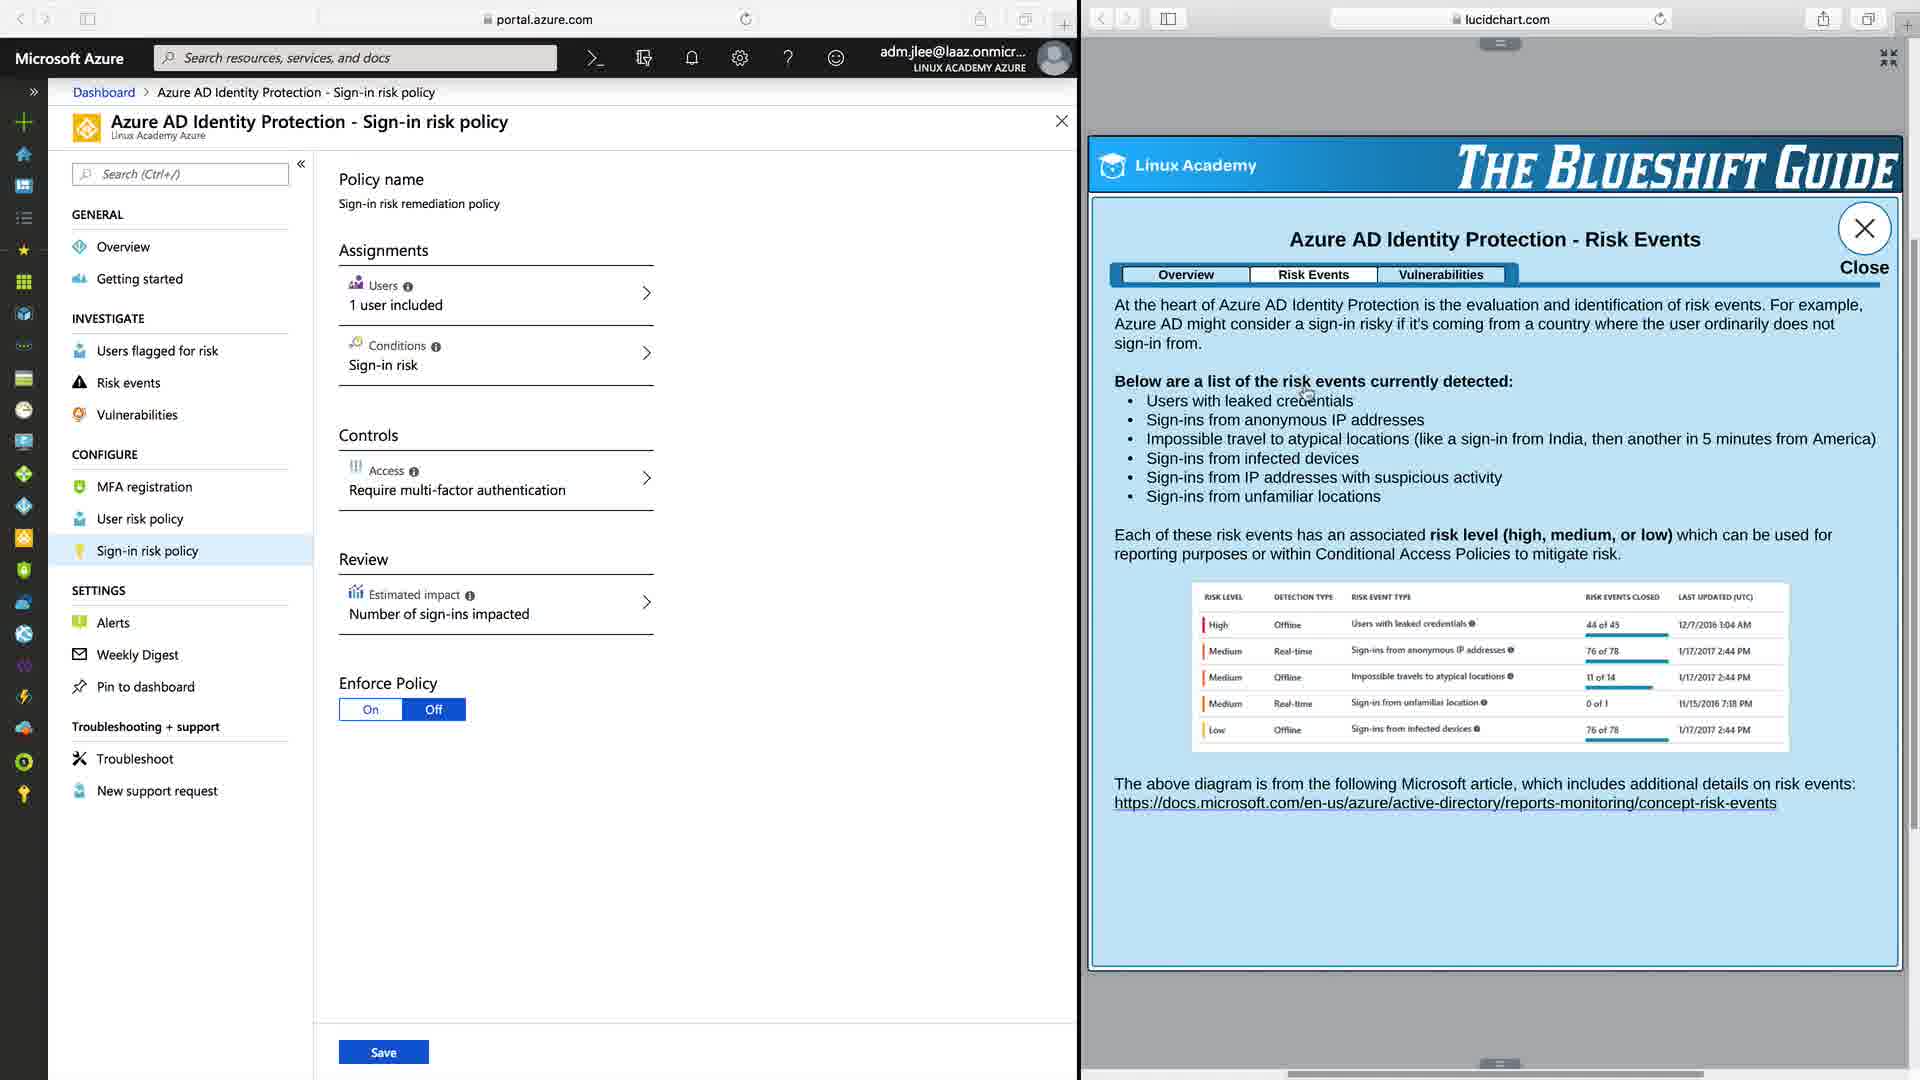 portal.azure.com
Microsoft Azure
Search resources, services, and docs
adm.jlee@laaz.onmicr...
LINUX ACADEMY AZURE
Dashboard > Azure AD Identity Protection - Sign-in risk policy
Azure AD Identity Protection - Sign-in risk policy
Linux Academy Azure
Search (Ctrl+/)
GENERAL
Overview
Getting started
INVESTIGATE
Users flagged for risk
Risk events
Vulnerabilities
CONFIGURE
MFA registration
User risk policy
Sign-in risk policy
SETTINGS
Alerts
Weekly Digest
Pin to dashboard
Troubleshooting + support
Troubleshoot
New support request
Policy name
Sign-in risk remediation policy
Assignments
Users
1 user included
Conditions
Sign-in risk
Controls
Access
Require multi-factor authentication
Review
Estimated impact
Number of sign-ins impacted
Enforce Policy
On Off
Save
lucidchart.com
Linux Academy
THE BLUESHIFT GUIDE
Azure AD Identity Protection - Risk Events
Close
Overview Risk Events Vulnerabilities
At the heart of Azure AD Identity Protection is the evaluation and identification of risk events. For example,
Azure AD might consider a sign-in risky if it's coming from a country where the user ordinarily does not
sign-in from.
Below are a list of the risk events currently detected:
• Users with leaked credentials
• Sign-ins from anonymous IP addresses
• Impossible travel to atypical locations (like a sign-in from India, then another in 5 minutes from America)
• Sign-ins from infected devices
• Sign-ins from IP addresses with suspicious activity
• Sign-ins from unfamiliar locations
Each of these risk events has an associated risk level (high, medium, or low) which can be used for
reporting purposes or within Conditional Access Policies to mitigate risk.
RISK LEVEL DETECTION TYPE RISK EVENT TYPE RISK EVENTS CLOSED LAST UPDATED (UTC)
High Offline Users with leaked credentials 44 of 45 12/7/2016 1:04 AM
Medium Real-time Sign-ins from anonymous IP addresses 76 of 78 1/17/2017 2:44 PM
Medium Offline Impossible travels to atypical locations 11 of 14 1/17/2017 2:44 PM
Medium Real-time Sign-in from unfamiliar location 0 of 1 11/15/2016 7:18 PM
Low Offline Sign-ins from infected devices 76 of 78 1/17/2017 2:44 PM
The above diagram is from the following Microsoft article, which includes additional details on risk events:
https://docs.microsoft.com/en-us/azure/active-directory/reports-monitoring/concept-risk-events